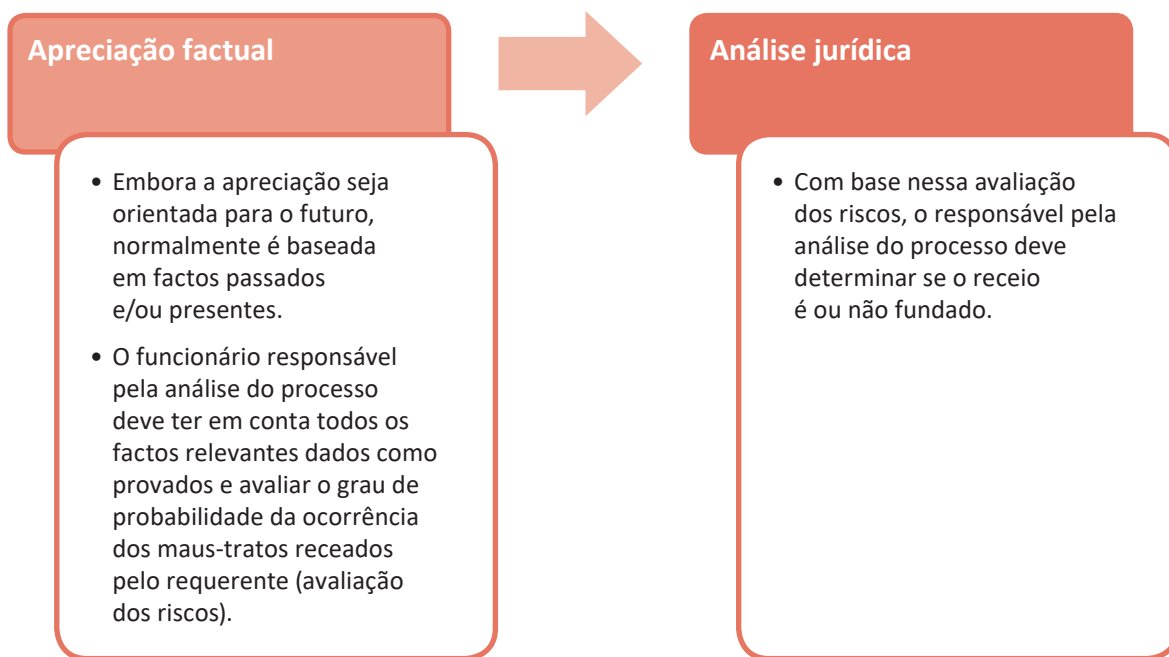 Apreciação factual
• Embora a apreciação seja
orientada para o futuro,
normalmente é baseada
em factos passados
e/ou presentes.
• O funcionário responsável
pela análise do processo
deve ter em conta todos os
factos relevantes dados como
provados e avaliar o grau de
probabilidade da ocorrência
dos maus-tratos receados
pelo requerente (avaliação
dos riscos).
Análise jurídica
• Com base nessa avaliação
dos riscos, o responsável pela
análise do processo deve
determinar se o receio
é ou não fundado.